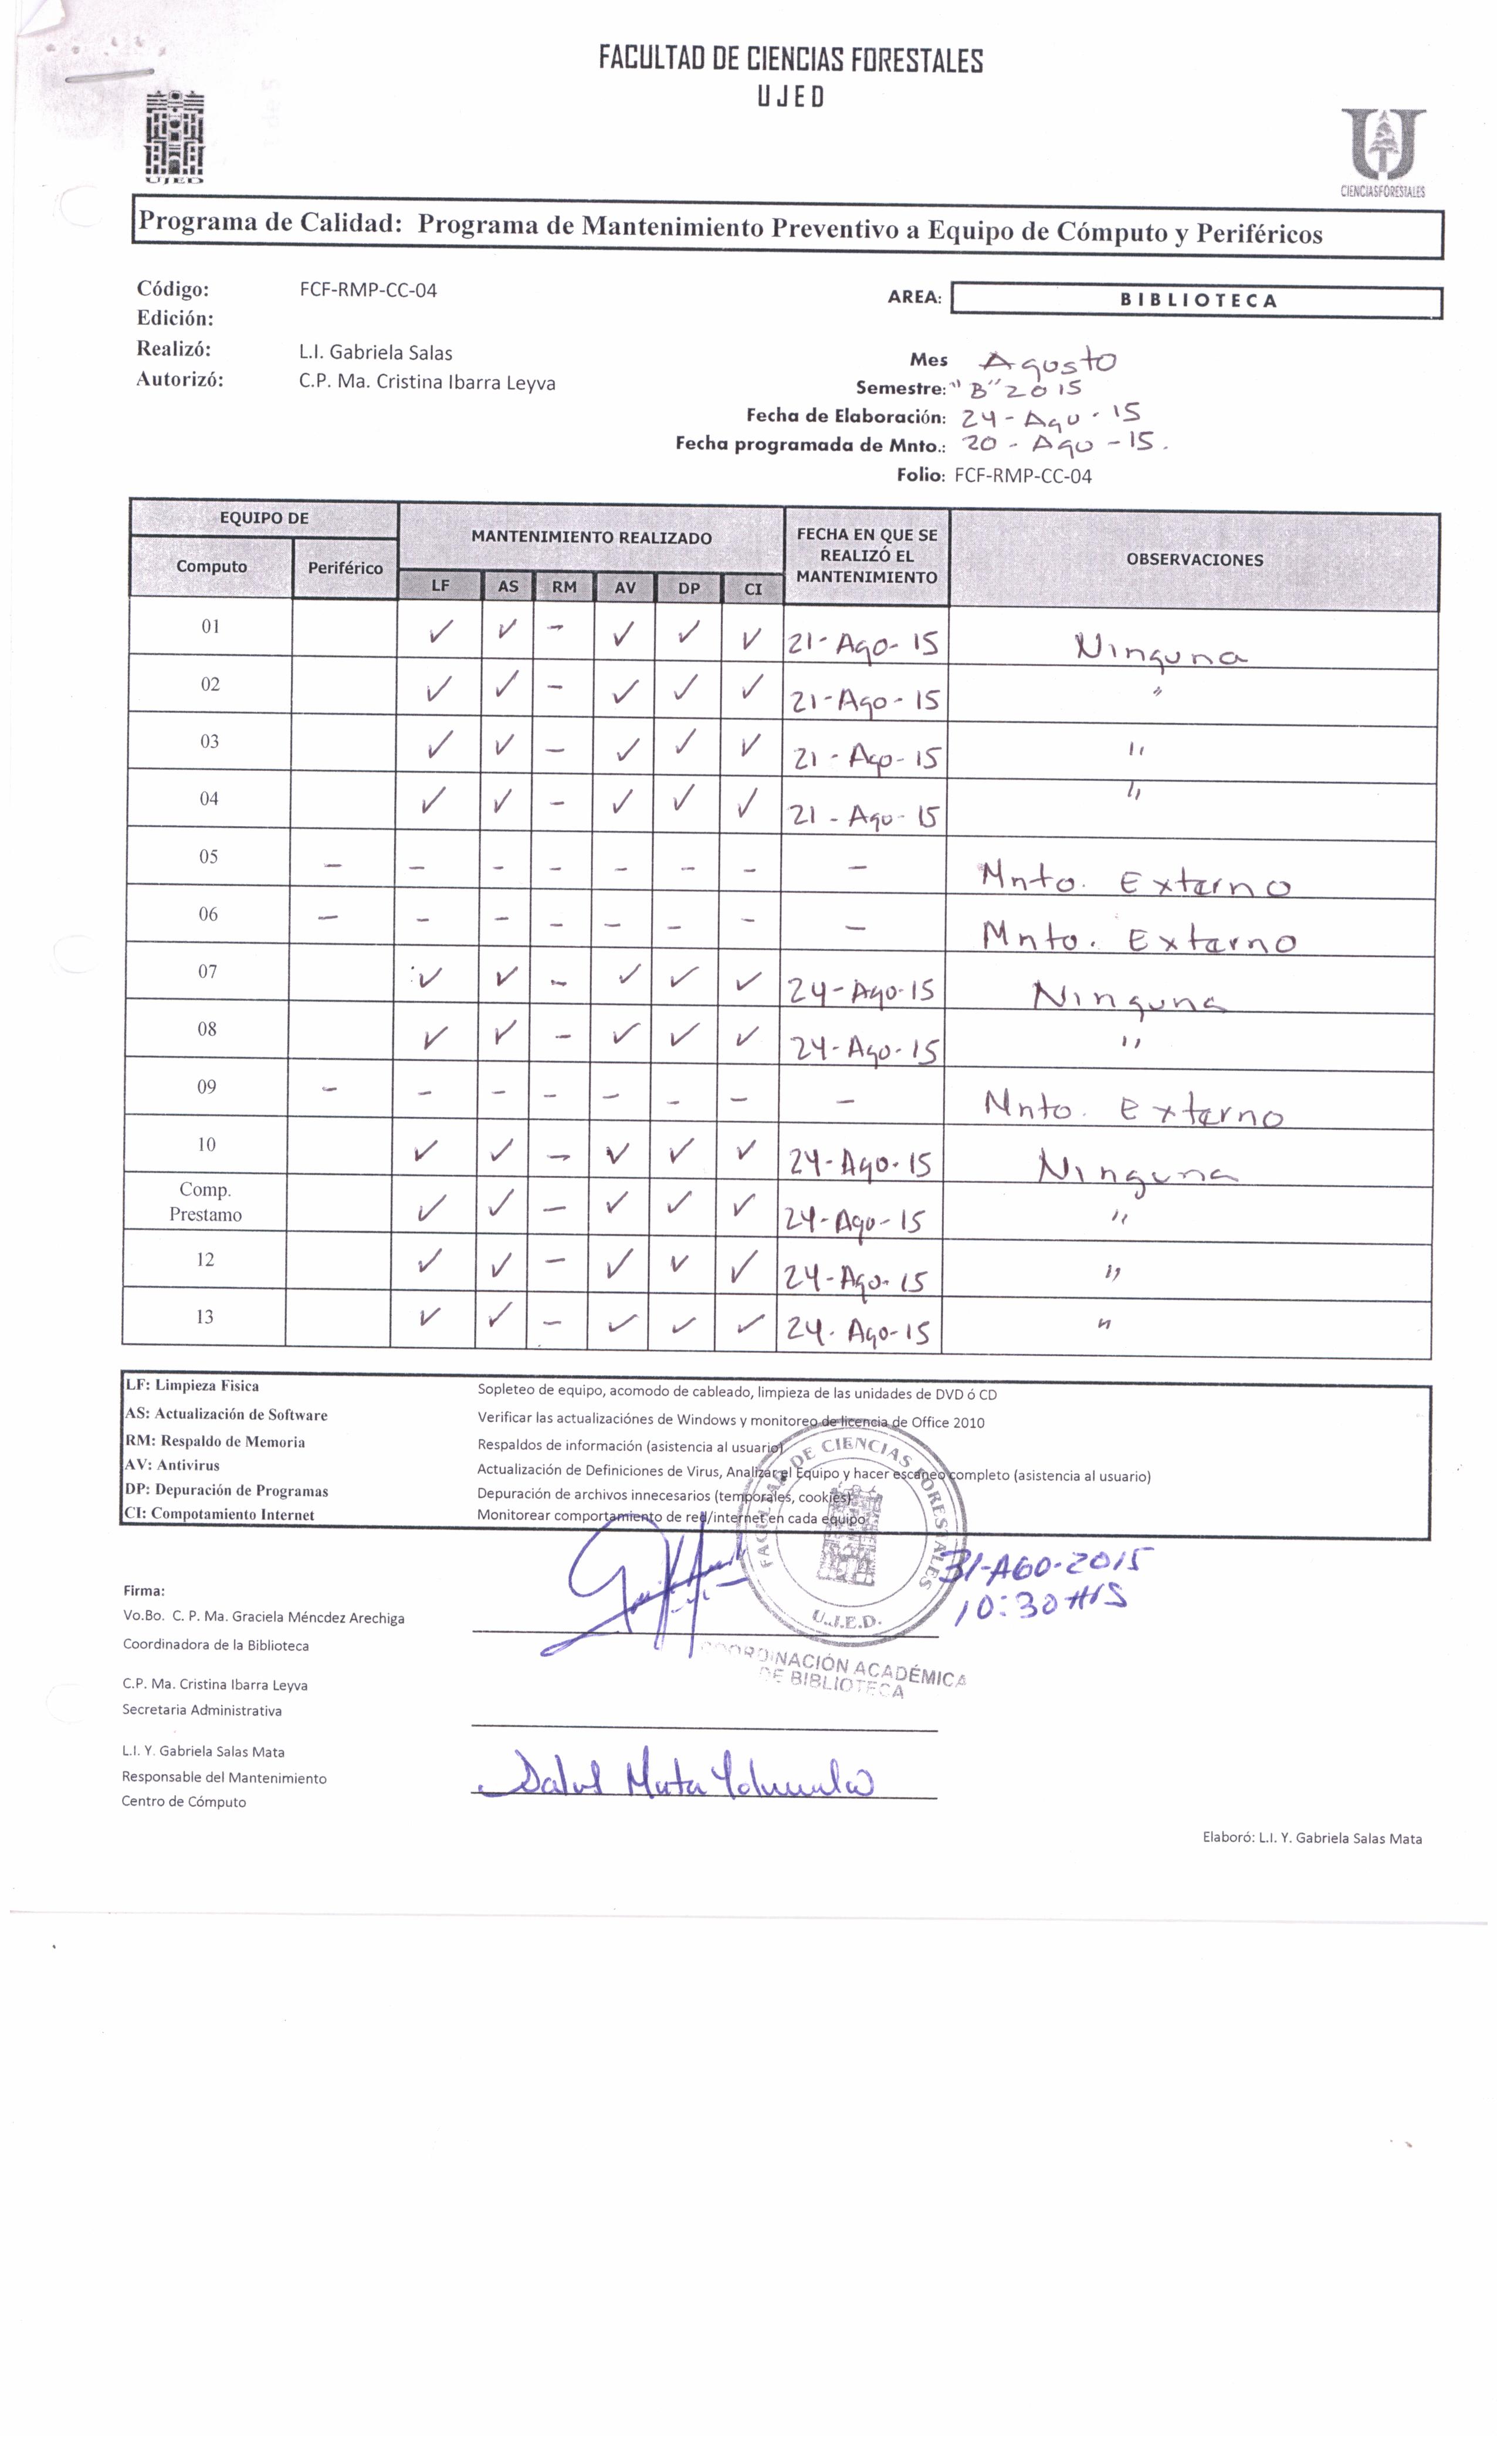 FACULTAD DE CIENCIAS FORESTALES
UJED
UJED
CIENCIASFORESTALES
Programa de Calidad: Programa de Mantenimiento Preventivo a Equipo de Cómputo y Periféricos
Código: FCF-RMP-CC-04
Edición:
Realizó: L.I. Gabriela Salas
Autorizó: C.P. Ma. Cristina Ibarra Leyva
AREA: BIBLIOTECA
Mes Agosto
Semestre: "B" 2015
Fecha de Elaboración: 24-Ago-15
Fecha programada de Mnto.: 20-Ago-15.
Folio: FCF-RMP-CC-04
EQUIPO DE MANTENIMIENTO REALIZADO FECHA EN QUE SE REALIZÓ EL MANTENIMIENTO OBSERVACIONES
Computo Periférico LF AS RM AV DP CI
01 ✓ ✓ - ✓ ✓ ✓ 21-Ago-15 Ninguna
02 ✓ ✓ - ✓ ✓ ✓ 21-Ago-15 "
03 ✓ ✓ - ✓ ✓ ✓ 21-Ago-15 "
04 ✓ ✓ - ✓ ✓ ✓ 21-Ago-15 "
05 - - - - - - - - Mnto. Externo
06 - - - - - - - - Mnto. Externo
07 ✓ ✓ - ✓ ✓ ✓ 24-Ago-15 Ninguna
08 ✓ ✓ - ✓ ✓ ✓ 24-Ago-15 "
09 - - - - - - - - Mnto. Externo
10 ✓ ✓ - ✓ ✓ ✓ 24-Ago-15 Ninguna
Comp. Prestamo ✓ ✓ - ✓ ✓ ✓ 24-Ago-15 "
12 ✓ ✓ - ✓ ✓ ✓ 24-Ago-15 "
13 ✓ ✓ - ✓ ✓ ✓ 24-Ago-15 "
LF: Limpieza Fisica Sopleteo de equipo, acomodo de cableado, limpieza de las unidades de DVD ó CD
AS: Actualización de Software Verificar las actualizaciónes de Windows y monitoreo de licencia de Office 2010
RM: Respaldo de Memoria Respaldos de información (asistencia al usuario)
AV: Antivirus Actualización de Definiciones de Virus, Analizar el Equipo y hacer escaneo completo (asistencia al usuario)
DP: Depuración de Programas Depuración de archivos innecesarios (temporales, cookies)
CI: Compotamiento Internet Monitorear comportamiento de red/internet en cada equipo
FACULTAD DE CIENCIAS FORESTALES
U.J.E.D.
COORDINACIÓN ACADÉMICA
DE BIBLIOTECA
31-AGO-2015
10:30 HRS
Firma:
Vo.Bo. C. P. Ma. Graciela Méncdez Arechiga
Coordinadora de la Biblioteca
C.P. Ma. Cristina Ibarra Leyva
Secretaria Administrativa
L.I. Y. Gabriela Salas Mata
Responsable del Mantenimiento
Centro de Cómputo
Elaboró: L.I. Y. Gabriela Salas Mata